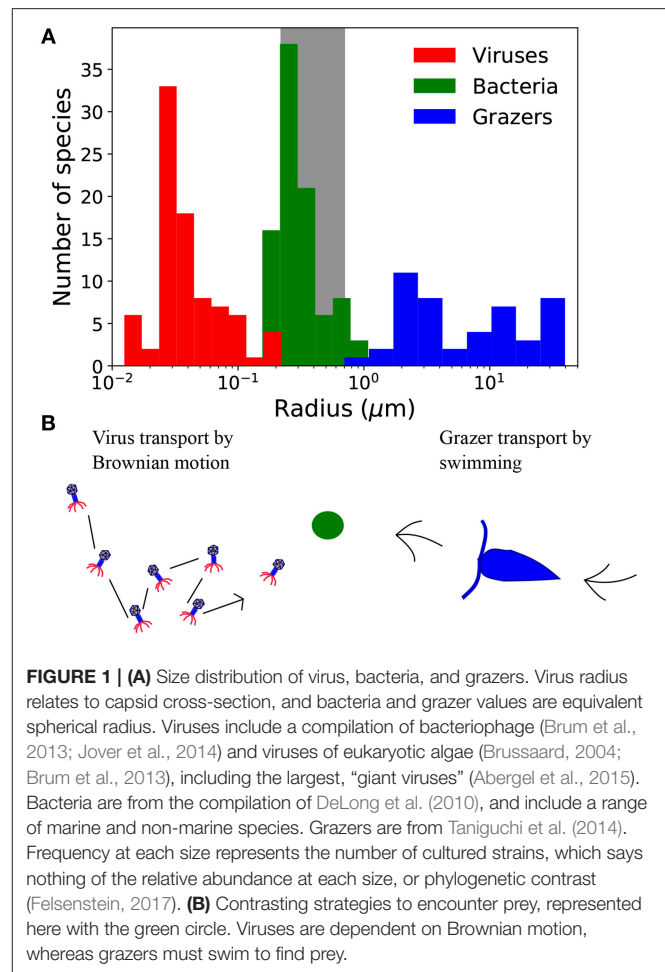 A
Number of species
35
30
25
20
15
10
5
0
Viruses
Bacteria
Grazers
10⁻² 10⁻¹ 10⁰ 10¹
Radius (μm)
B
Virus transport by
Brownian motion
Grazer transport by
swimming
FIGURE 1 | (A) Size distribution of virus, bacteria, and grazers. Virus radius
relates to capsid cross-section, and bacteria and grazer values are equivalent
spherical radius. Viruses include a compilation of bacteriophage (Brum et al.,
2013; Jover et al., 2014) and viruses of eukaryotic algae (Brussaard, 2004;
Brum et al., 2013), including the largest, “giant viruses” (Abergel et al., 2015).
Bacteria are from the compilation of DeLong et al. (2010), and include a range
of marine and non-marine species. Grazers are from Taniguchi et al. (2014).
Frequency at each size represents the number of cultured strains, which says
nothing of the relative abundance at each size, or phylogenetic contrast
(Felsenstein, 2017). (B) Contrasting strategies to encounter prey, represented
here with the green circle. Viruses are dependent on Brownian motion,
whereas grazers must swim to find prey.